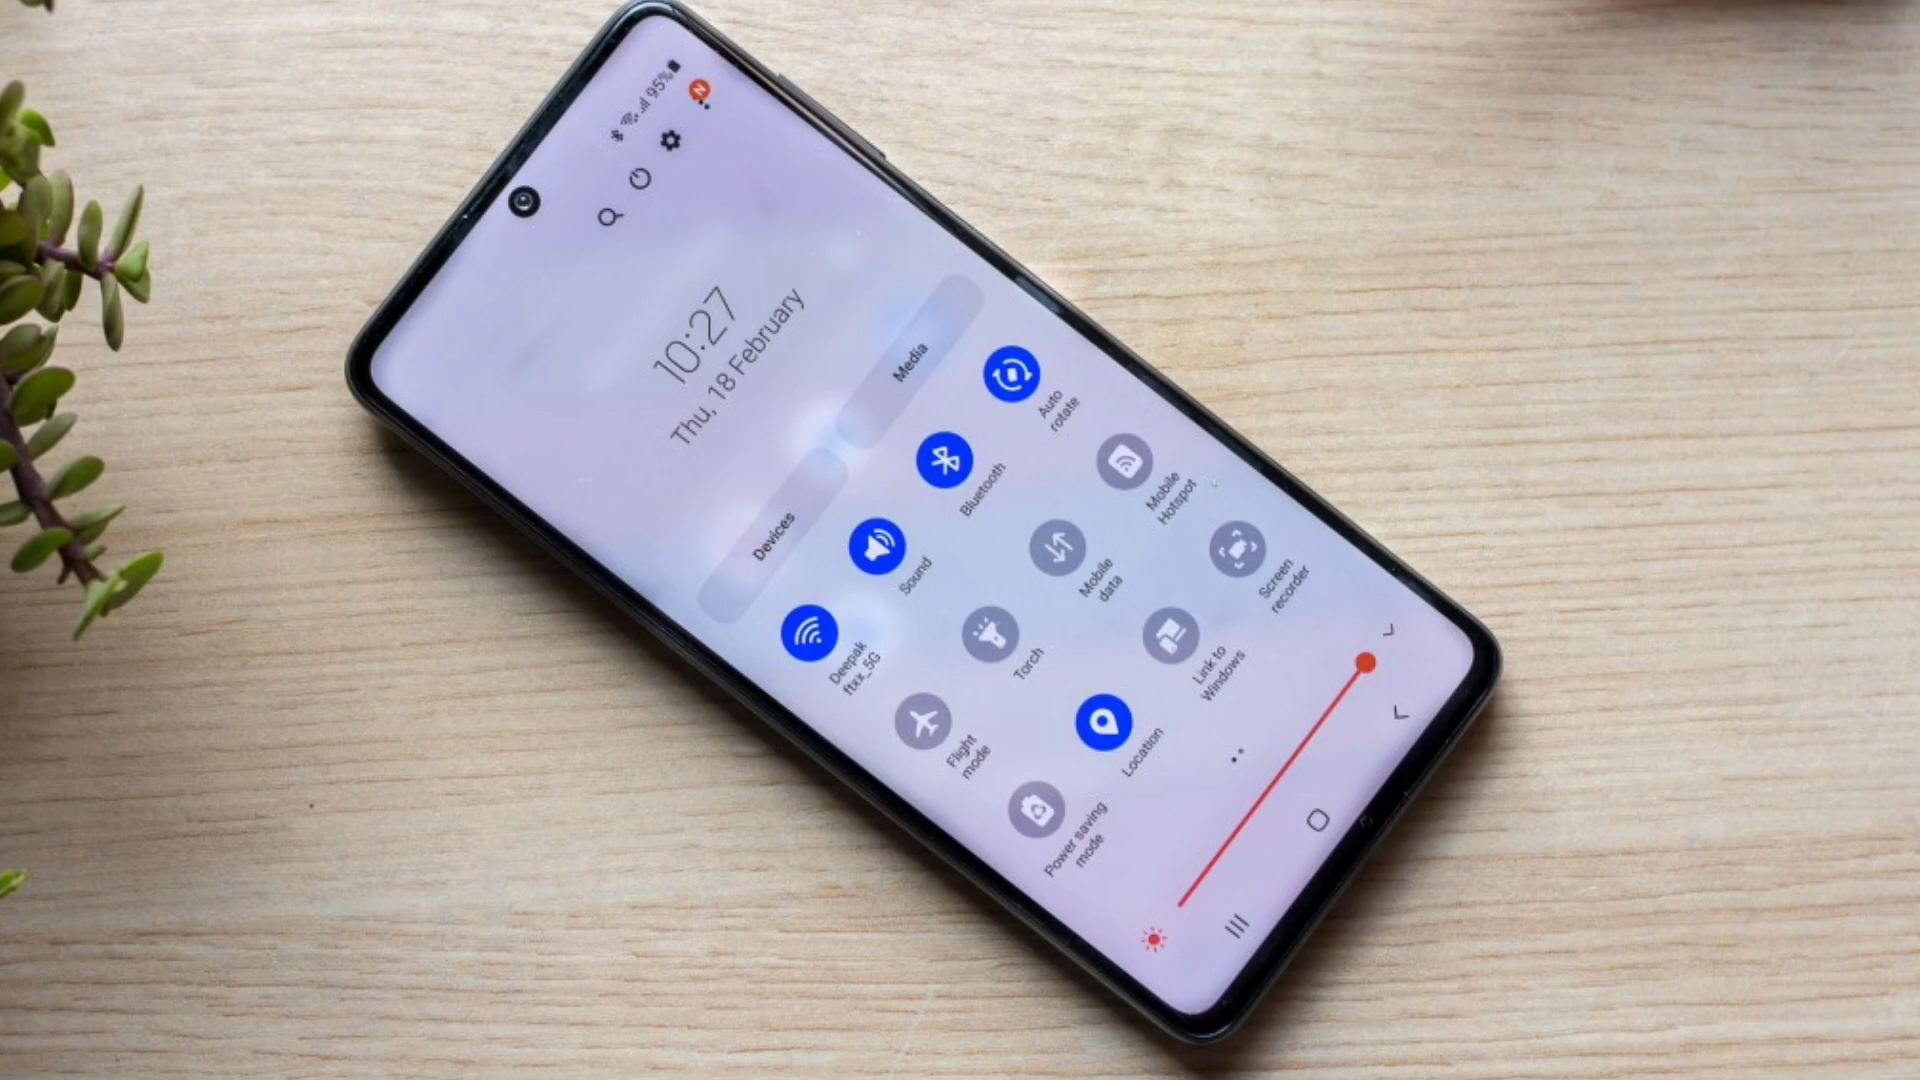 95%
N
10:27
Thu, 18 February
Devices
Media
Deepak
ftxx_5G
Sound
Bluetooth
Auto
rotate
Flight
mode
Torch
Mobile
data
Mobile
Hotspot
Power saving
mode
Location
Link to
Windows
Screen
recorder